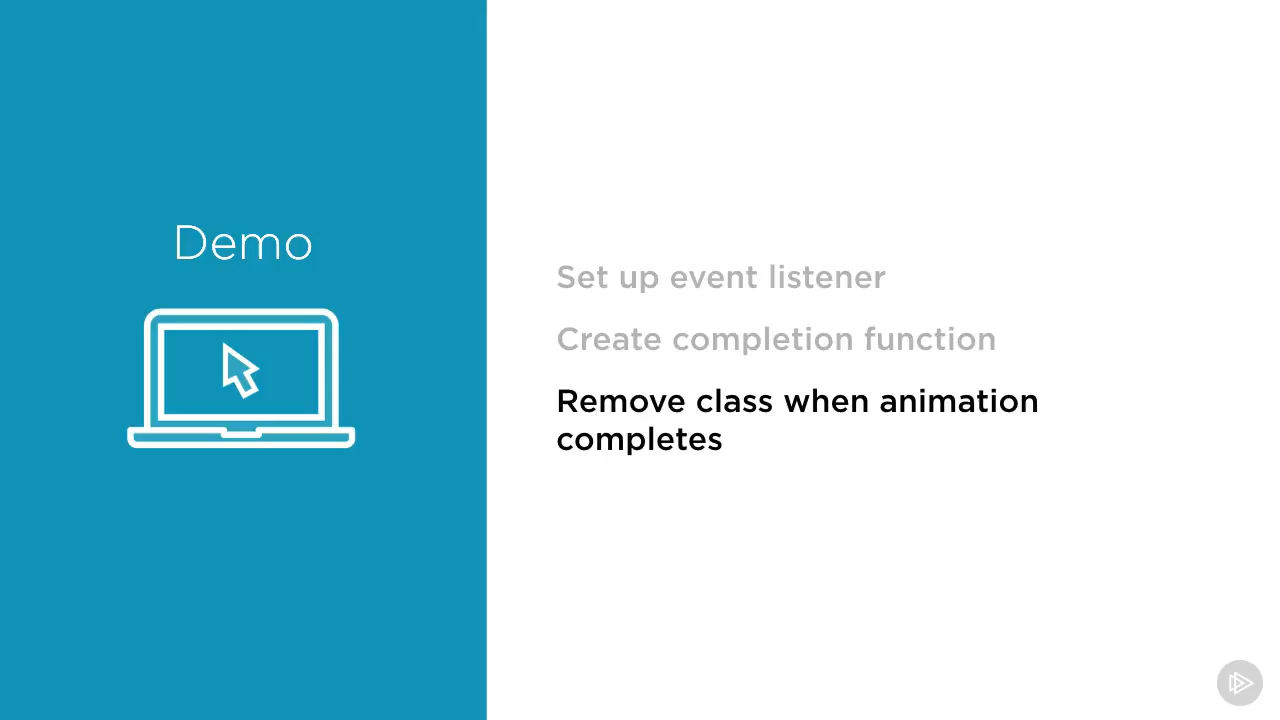 Demo
Set up event listener
Create completion function
Remove class when animation
completes